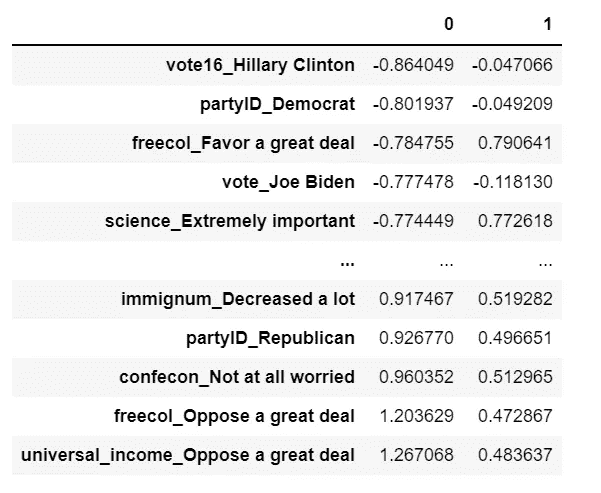 0 1
vote16_Hillary Clinton -0.864049 -0.047066
partyID_Democrat -0.801937 -0.049209
freecol_Favor a great deal -0.784755 0.790641
vote_Joe Biden -0.777478 -0.118130
science_Extremely important -0.774449 0.772618
... ... ...
immignum_Decreased a lot 0.917467 0.519282
partyID_Republican 0.926770 0.496651
confecon_Not at all worried 0.960352 0.512965
freecol_Oppose a great deal 1.203629 0.472867
universal_income_Oppose a great deal 1.267068 0.483637